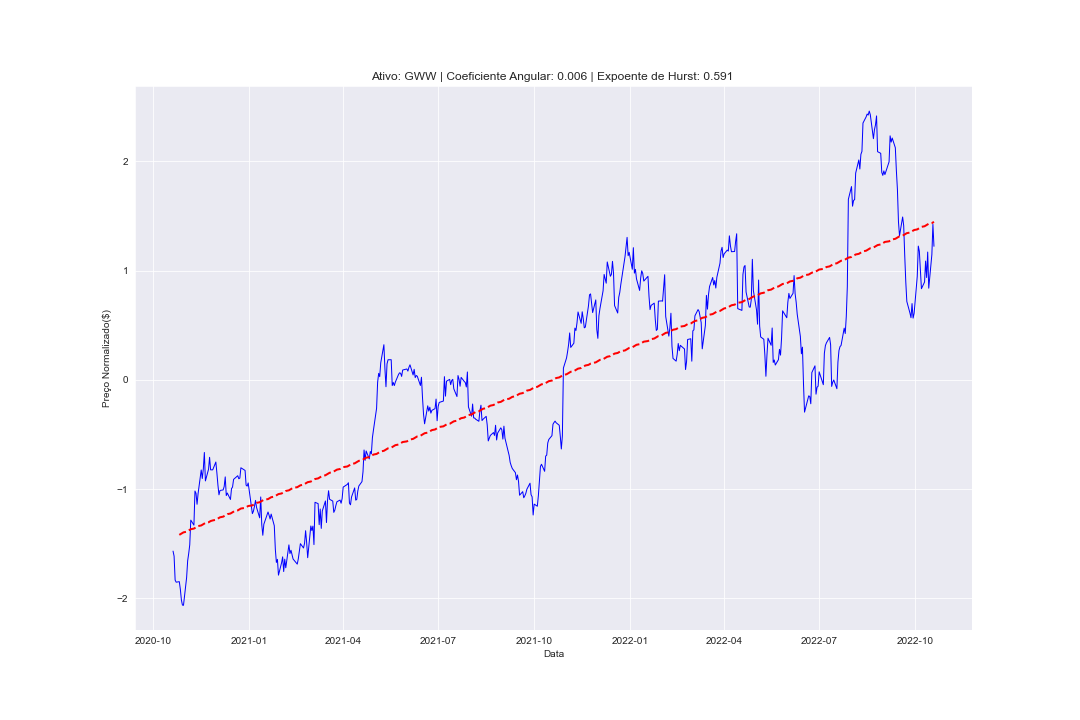 Ativo: GWW | Coeficiente Angular: 0.006 | Expoente de Hurst: 0.591
Preço Normalizado($)
2
1
0
−1
−2
2020-10 2021-01 2021-04 2021-07 2021-10 2022-01 2022-04 2022-07 2022-10
Data